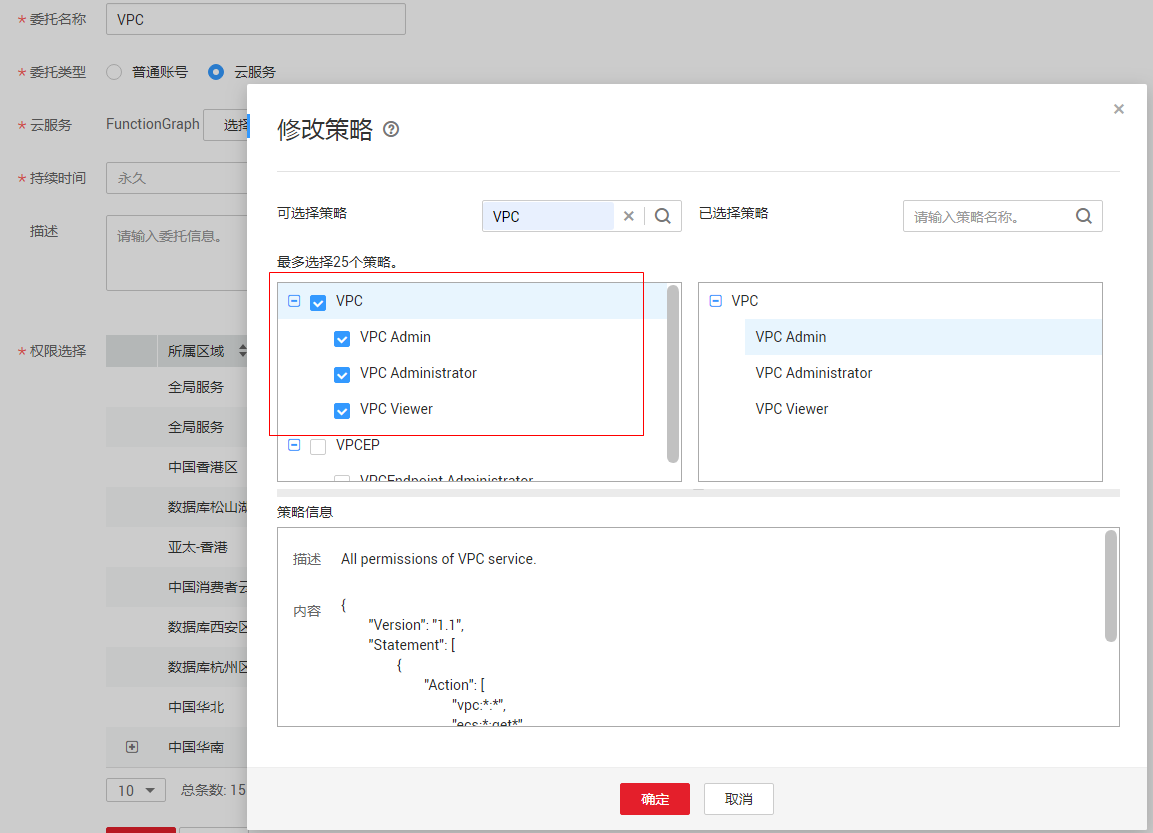 * 委托名称 VPC
* 委托类型 普通账号 云服务
* 云服务 FunctionGraph 选择
* 持续时间 永久
描述 请输入委托信息。
* 权限选择 所属区域
全局服务
全局服务
中国香港区
数据库松山湖
亚太-香港
中国消费者云
数据库西安区
数据库杭州区
中国华北
中国华南
10 总条数: 15
修改策略
可选择策略 VPC
已选择策略 请输入策略名称。
最多选择25个策略。
VPC
VPC Admin
VPC Administrator
VPC Viewer
VPCEP
VPCEndpoint Administrator
VPC
VPC Admin
VPC Administrator
VPC Viewer
策略信息
描述 All permissions of VPC service.
内容 {
"Version": "1.1",
"Statement": [
{
"Action": [
"vpc:*:*",
"ecs:*:get*"
确定 取消